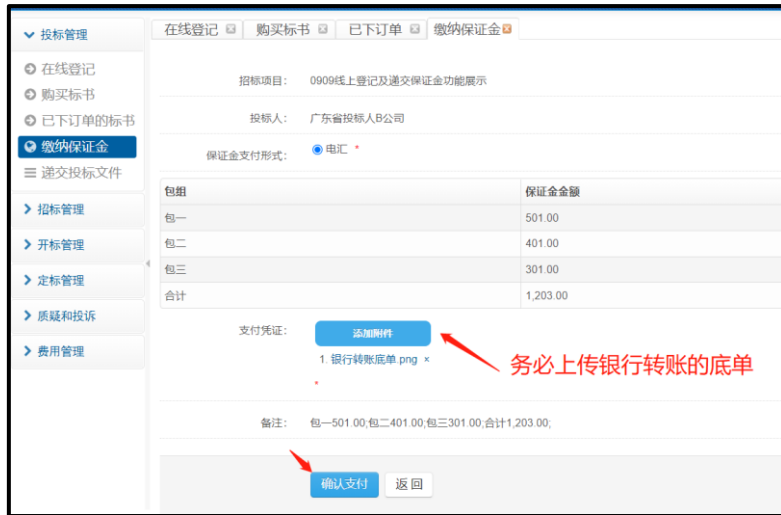 投标管理
在线登记
购买标书
已下订单的标书
缴纳保证金
递交投标文件
招标管理
开标管理
定标管理
质疑和投诉
费用管理
在线登记 购买标书 已下订单 缴纳保证金
招标项目: 0909线上登记及递交保证金功能展示
投标人: 广东省投标人B公司
保证金支付形式: 电汇 *
包组 保证金金额
包一 501.00
包二 401.00
包三 301.00
合计 1,203.00
支付凭证: 添加附件
1. 银行转账底单.png ×
*
务必上传银行转账的底单
备注: 包一501.00;包二401.00;包三301.00;合计1,203.00;
确认支付 返回